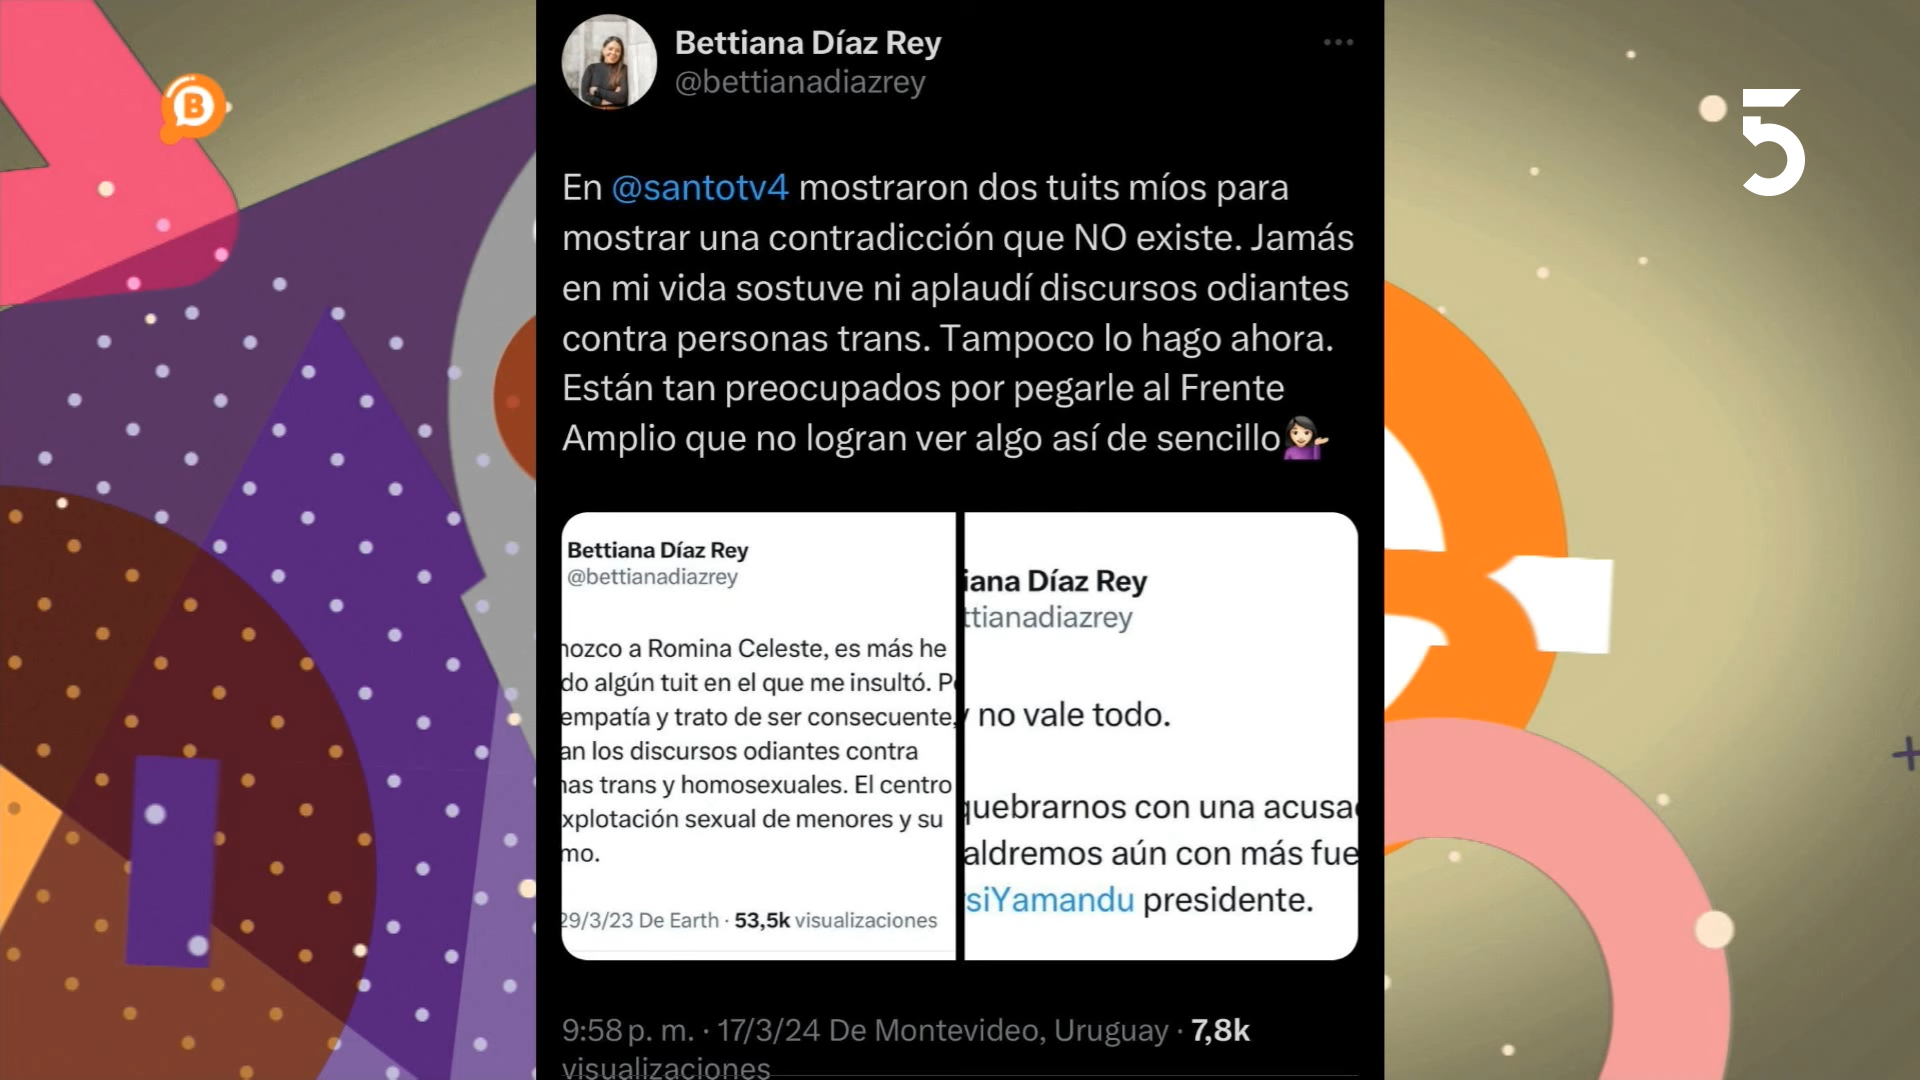 B
5
Bettiana Díaz Rey
@bettianadiazrey
En @santotv4 mostraron dos tuits míos para
mostrar una contradicción que NO existe. Jamás
en mi vida sostuve ni aplaudí discursos odiantes
contra personas trans. Tampoco lo hago ahora.
Están tan preocupados por pegarle al Frente
Amplio que no logran ver algo así de sencillo💁🏻‍♀️
Bettiana Díaz Rey
@bettianadiazrey
nozco a Romina Celeste, es más he
do algún tuit en el que me insultó. P
empatía y trato de ser consecuente,
an los discursos odiantes contra
nas trans y homosexuales. El centro
xplotación sexual de menores y su
mo.
29/3/23 De Earth · 53,5k visualizaciones
iana Díaz Rey
ttianadiazrey
y no vale todo.
quebrarnos con una acusa
aldremos aún con más fue
siYamandu presidente.
9:58 p. m. · 17/3/24 De Montevideo, Uruguay · 7,8k
visualizaciones